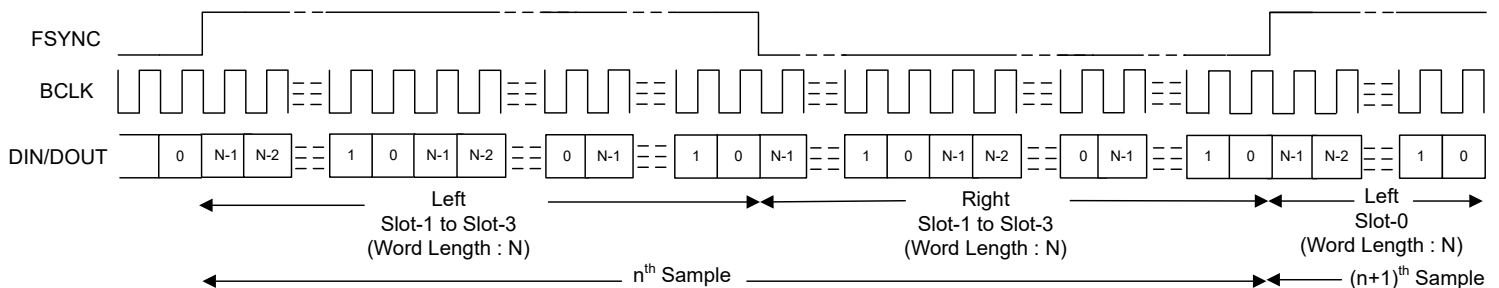 FSYNC
BCLK
DIN/DOUT
0 N-1 N-2 1 0 N-1 N-2 0 N-1 1 0 N-1 1 0 N-1 N-2 0 N-1 1 0 N-1 N-2 1 0
Left
Slot-1 to Slot-3
(Word Length : N)
Right
Slot-1 to Slot-3
(Word Length : N)
Left
Slot-0
(Word Length : N)
nth Sample
(n+1)th Sample